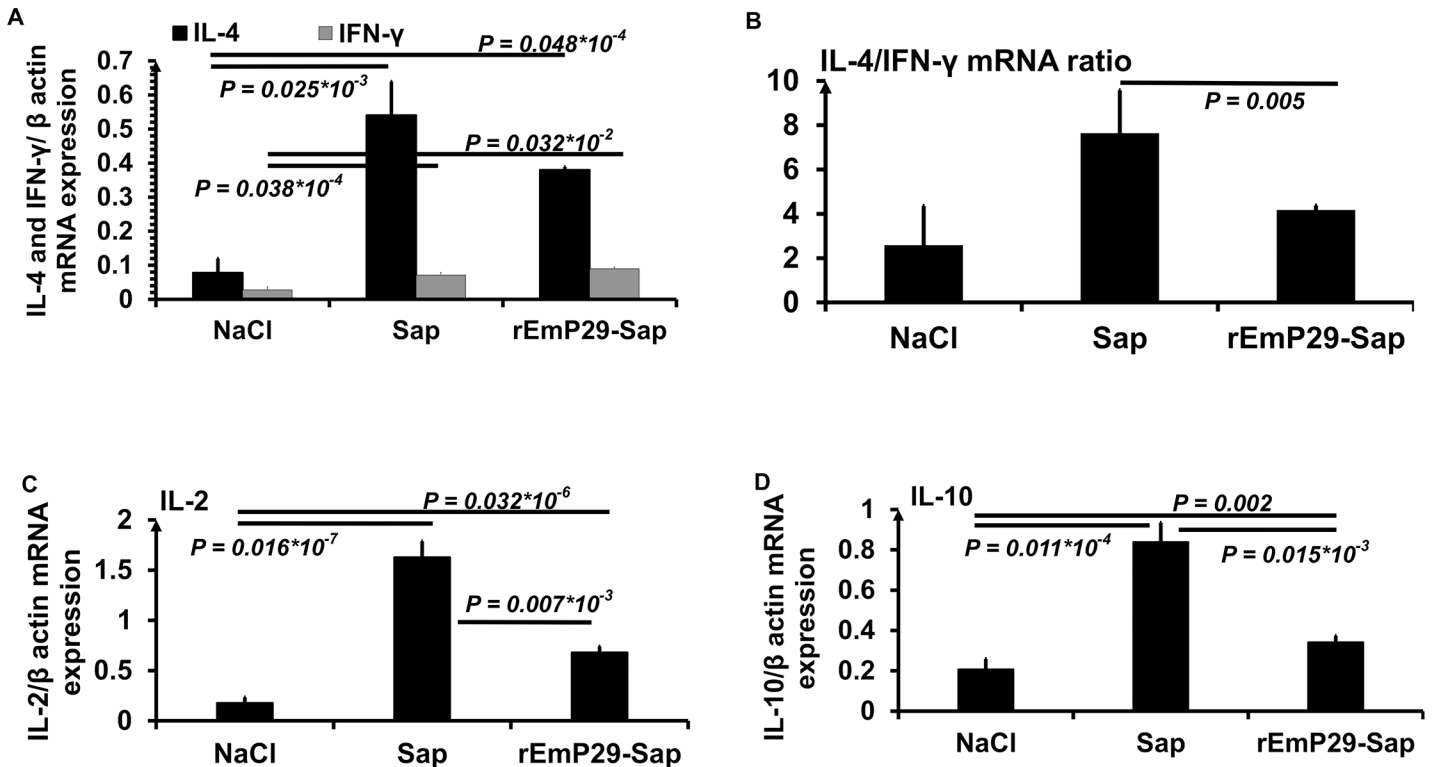 A
IL-4 IFN-γ
P = 0.048*10-4
P = 0.025*10-3
P = 0.032*10-2
P = 0.038*10-4
IL-4 and IFN-γ/ β actin
mRNA expression
0.7
0.6
0.5
0.4
0.3
0.2
0.1
0
NaCl Sap rEmP29-Sap
B
IL-4/IFN-γ mRNA ratio
P = 0.005
10
8
6
4
2
0
NaCl Sap rEmP29-Sap
C
IL-2
P = 0.032*10-6
P = 0.016*10-7
P = 0.007*10-3
IL-2/β actin mRNA
expression
2
1.5
1
0.5
0
NaCl Sap rEmP29-Sap
D
IL-10
P = 0.002
P = 0.011*10-4
P = 0.015*10-3
IL-10/β actin mRNA
expression
1
0.8
0.6
0.4
0.2
0
NaCl Sap rEmP29-Sap